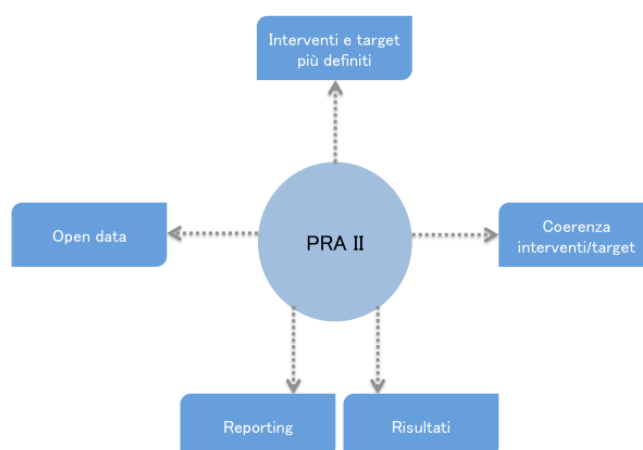 Interventi e target
più definiti
Open data
PRA II
Coerenza
interventi/target
Reporting
Risultati